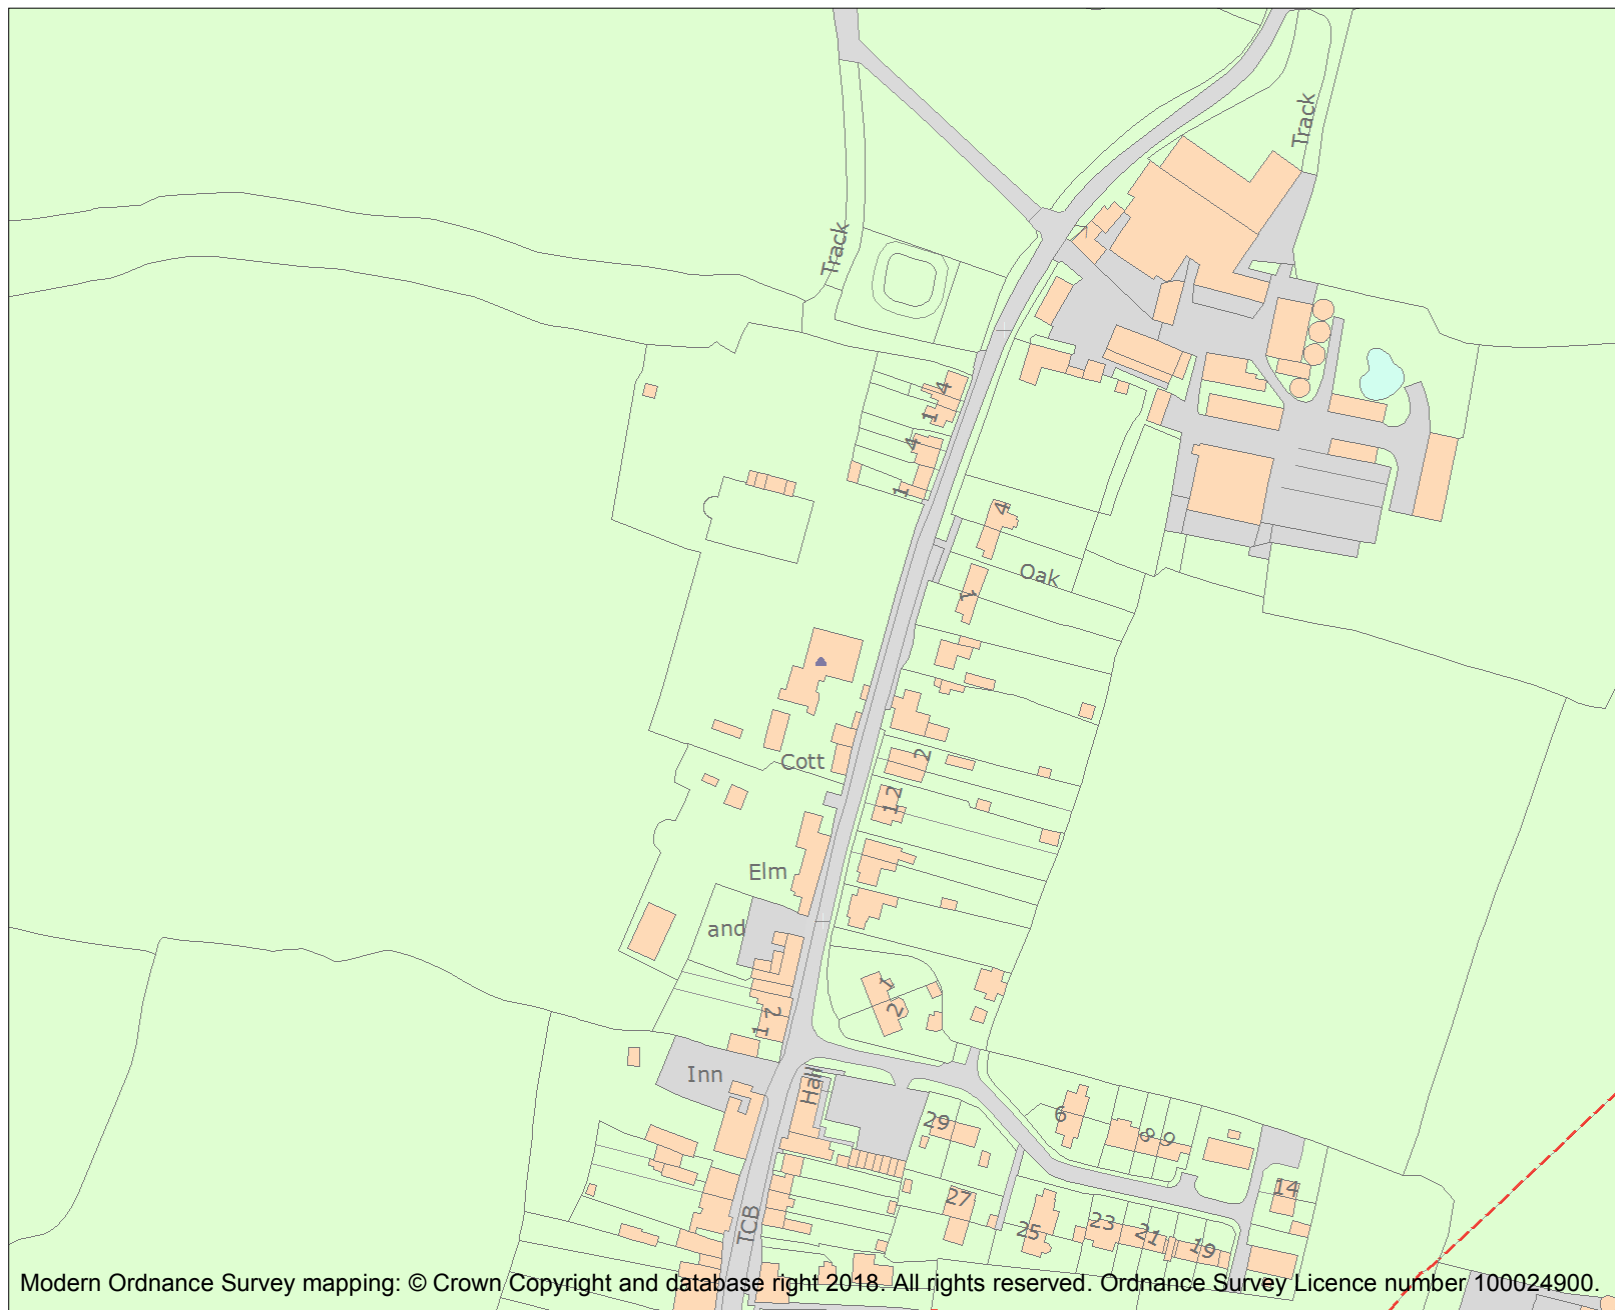 Track
Track
4
1
4
1
4
Oak
1
Cott
2
1 2
Elm
and
1
2
1 2
Inn
Hall
6
29
8 9
27
14
25
23
21
19
TCB
Modern Ordnance Survey mapping: © Crown Copyright and database right 2018. All rights reserved. Ordnance Survey Licence number 100024900.